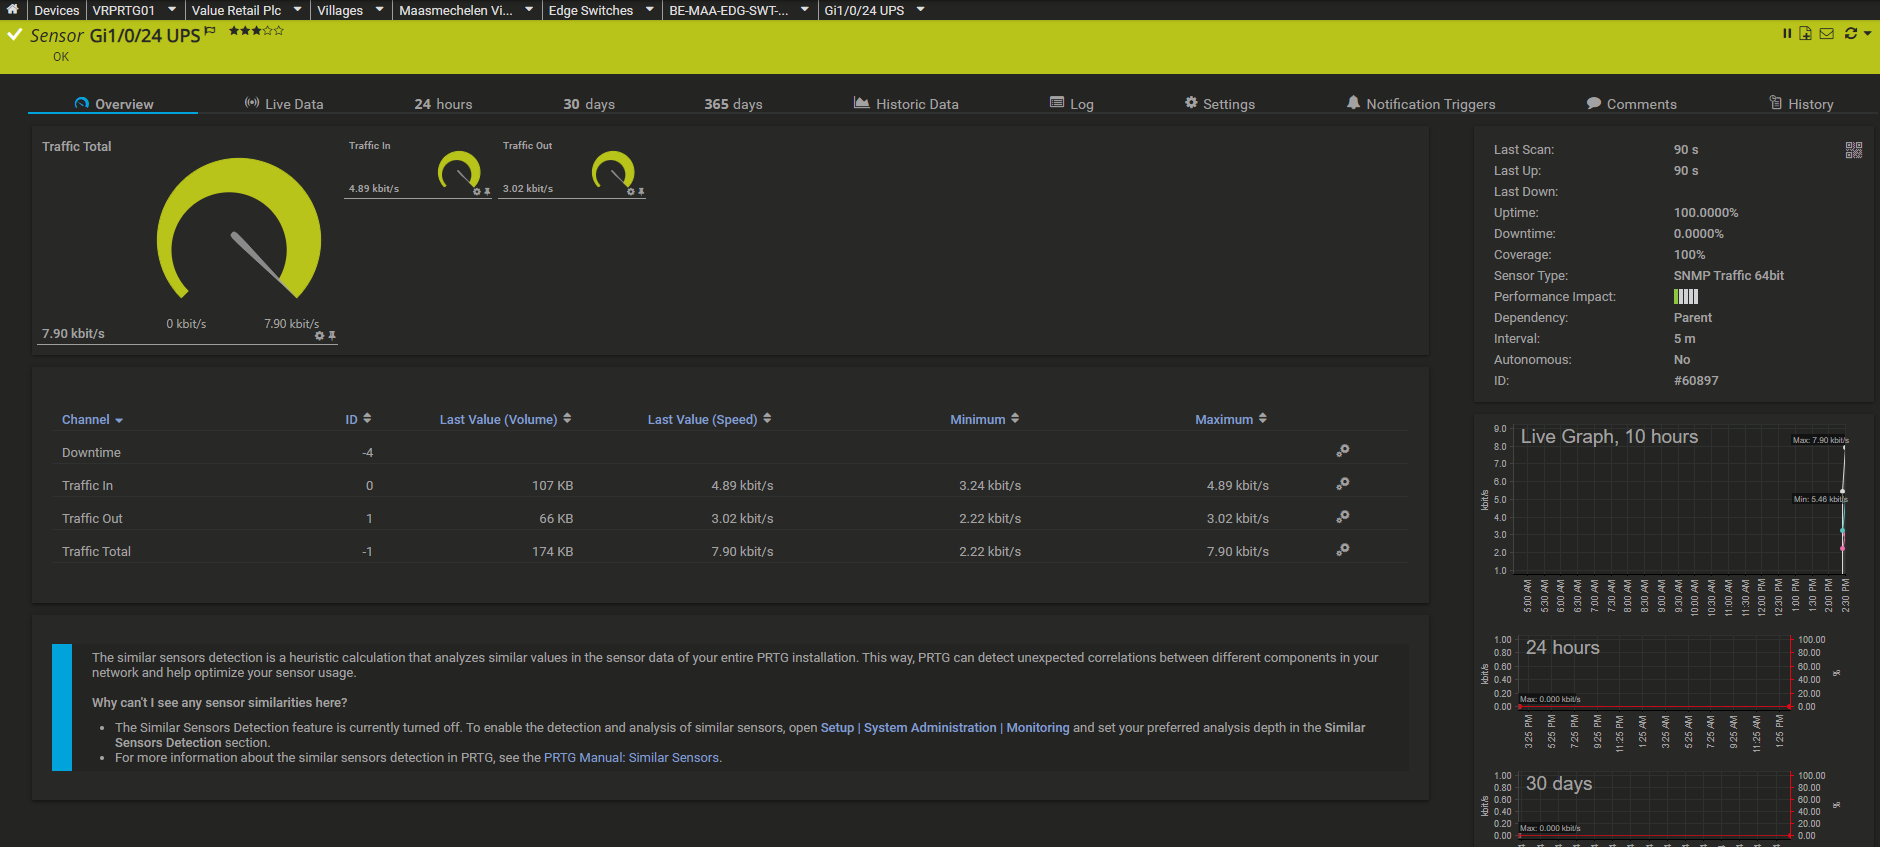 Devices VRPRTG01 Value Retail Plc Villages Maasmechelen Vi... Edge Switches BE-MAA-EDG-SWT-... Gi1/0/24 UPS
Sensor Gi1/0/24 UPS
OK
Overview Live Data 24 hours 30 days 365 days Historic Data Log Settings Notification Triggers Comments History
Traffic Total
0 kbit/s 7.90 kbit/s
7.90 kbit/s
Traffic In
4.89 kbit/s
Traffic Out
3.02 kbit/s
Channel ID Last Value (Volume) Last Value (Speed) Minimum Maximum
Downtime -4
Traffic In 0 107 KB 4.89 kbit/s 3.24 kbit/s 4.89 kbit/s
Traffic Out 1 66 KB 3.02 kbit/s 2.22 kbit/s 3.02 kbit/s
Traffic Total -1 174 KB 7.90 kbit/s 2.22 kbit/s 7.90 kbit/s
The similar sensors detection is a heuristic calculation that analyzes similar values in the sensor data of your entire PRTG installation. This way, PRTG can detect unexpected correlations between different components in your
network and help optimize your sensor usage.
Why can't I see any sensor similarities here?
• The Similar Sensors Detection feature is currently turned off. To enable the detection and analysis of similar sensors, open Setup | System Administration | Monitoring and set your preferred analysis depth in the Similar
Sensors Detection section.
• For more information about the similar sensors detection in PRTG, see the PRTG Manual: Similar Sensors.
Last Scan: 90 s
Last Up: 90 s
Last Down:
Uptime: 100.0000%
Downtime: 0.0000%
Coverage: 100%
Sensor Type: SNMP Traffic 64bit
Performance Impact:
Dependency: Parent
Interval: 5 m
Autonomous: No
ID: #60897
Live Graph, 10 hours
Max: 7.90 kbit/s
Min: 5.46 kbit/s
kbit/s
9.0
8.0
7.0
6.0
5.0
4.0
3.0
2.0
1.0
5:00 AM 5:30 AM 6:00 AM 6:30 AM 7:00 AM 7:30 AM 8:00 AM 8:30 AM 9:00 AM 9:30 AM 10:00 AM 10:30 AM 11:00 AM 11:30 AM 12:00 PM 12:30 PM 1:00 PM 1:30 PM 2:00 PM 2:30 PM
24 hours
kbit/s
1.00 100.00
0.80 80.00
0.60 60.00
0.40 40.00
0.20 20.00
0.00 0.00
%
Max: 0.000 kbit/s
3:25 PM 5:25 PM 7:25 PM 9:25 PM 11:25 PM 1:25 AM 3:25 AM 5:25 AM 7:25 AM 9:25 AM 11:25 AM 1:25 PM
30 days
kbit/s
1.00 100.00
0.80 80.00
0.60 60.00
0.40 40.00
0.20 20.00
0.00 0.00
%
Max: 0.000 kbit/s